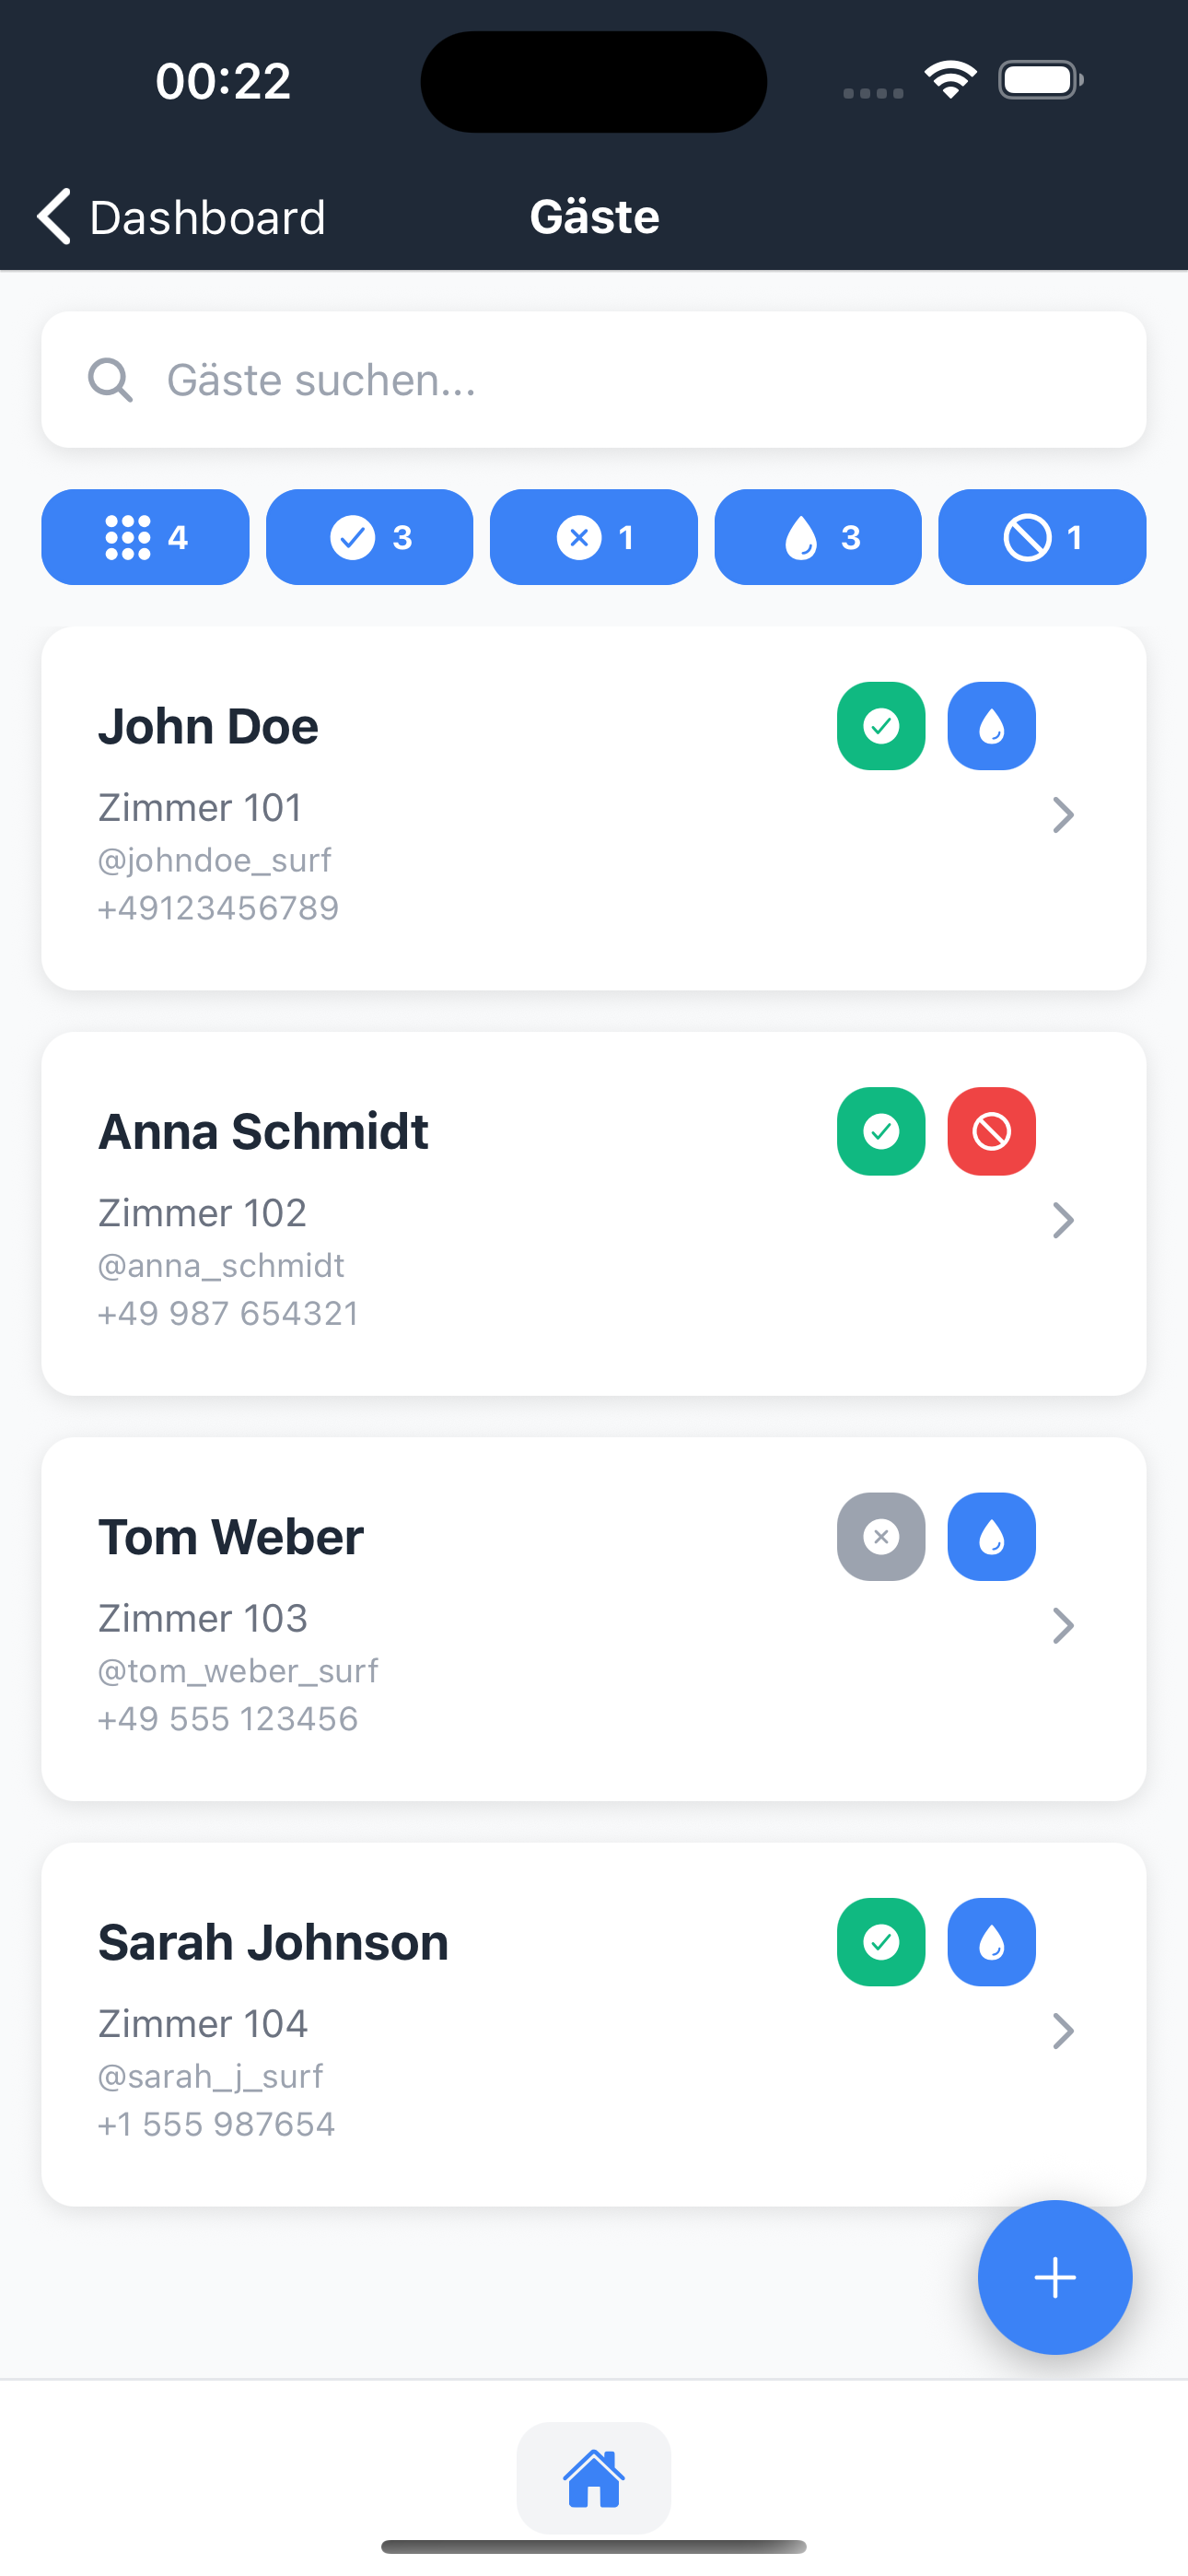 00:22
Dashboard
Gäste
Gäste suchen...
4
3
1
3
1
John Doe
Zimmer 101
@johndoe_surf
+49123456789
Anna Schmidt
Zimmer 102
@anna_schmidt
+49 987 654321
Tom Weber
Zimmer 103
@tom_weber_surf
+49 555 123456
Sarah Johnson
Zimmer 104
@sarah_j_surf
+1 555 987654